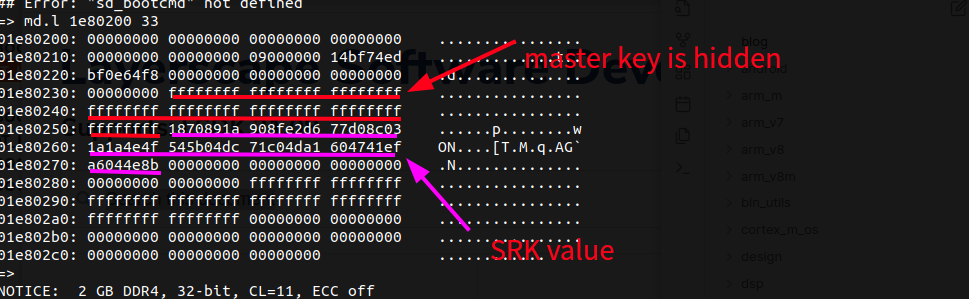 ## Error: "sd_bootcmd" not defined
=> md.l 1e80200 33
01e80200: 00000000 00000000 00000000 00000000    ................
01e80210: 00000000 00000000 00000000 14bf74ed    .............t..
01e80220: bf0e64f8 00000000 00000000 00000000    .d..............
01e80230: 00000000 ffffffff ffffffff ffffffff    ................
01e80240: ffffffff ffffffff ffffffff ffffffff    ................
01e80250: ffffffff 1870891a 908fe2d6 77d08c03    ......p........w
01e80260: 1a1a4e4f 545b04dc 71c04da1 604741ef    ON....[T.M.q.AG`
01e80270: a6044e8b 00000000 00000000 00000000    .N..............
01e80280: 00000000 00000000 ffffffff ffffffff    ................
01e80290: ffffffff ffffffff ffffffff ffffffff    ................
01e802a0: ffffffff ffffffff 00000000 00000000    ................
01e802b0: 00000000 00000000 00000000 00000000    ................
01e802c0: 00000000 00000000 00000000    ............
=>
NOTICE:  2 GB DDR4, 32-bit, CL=11, ECC off
master key is hidden
SRK value
Software Dev
blog
android
arm_m
arm_v7
arm_v8
arm_v8m
bin_utils
cortex_m_os
design
dsp